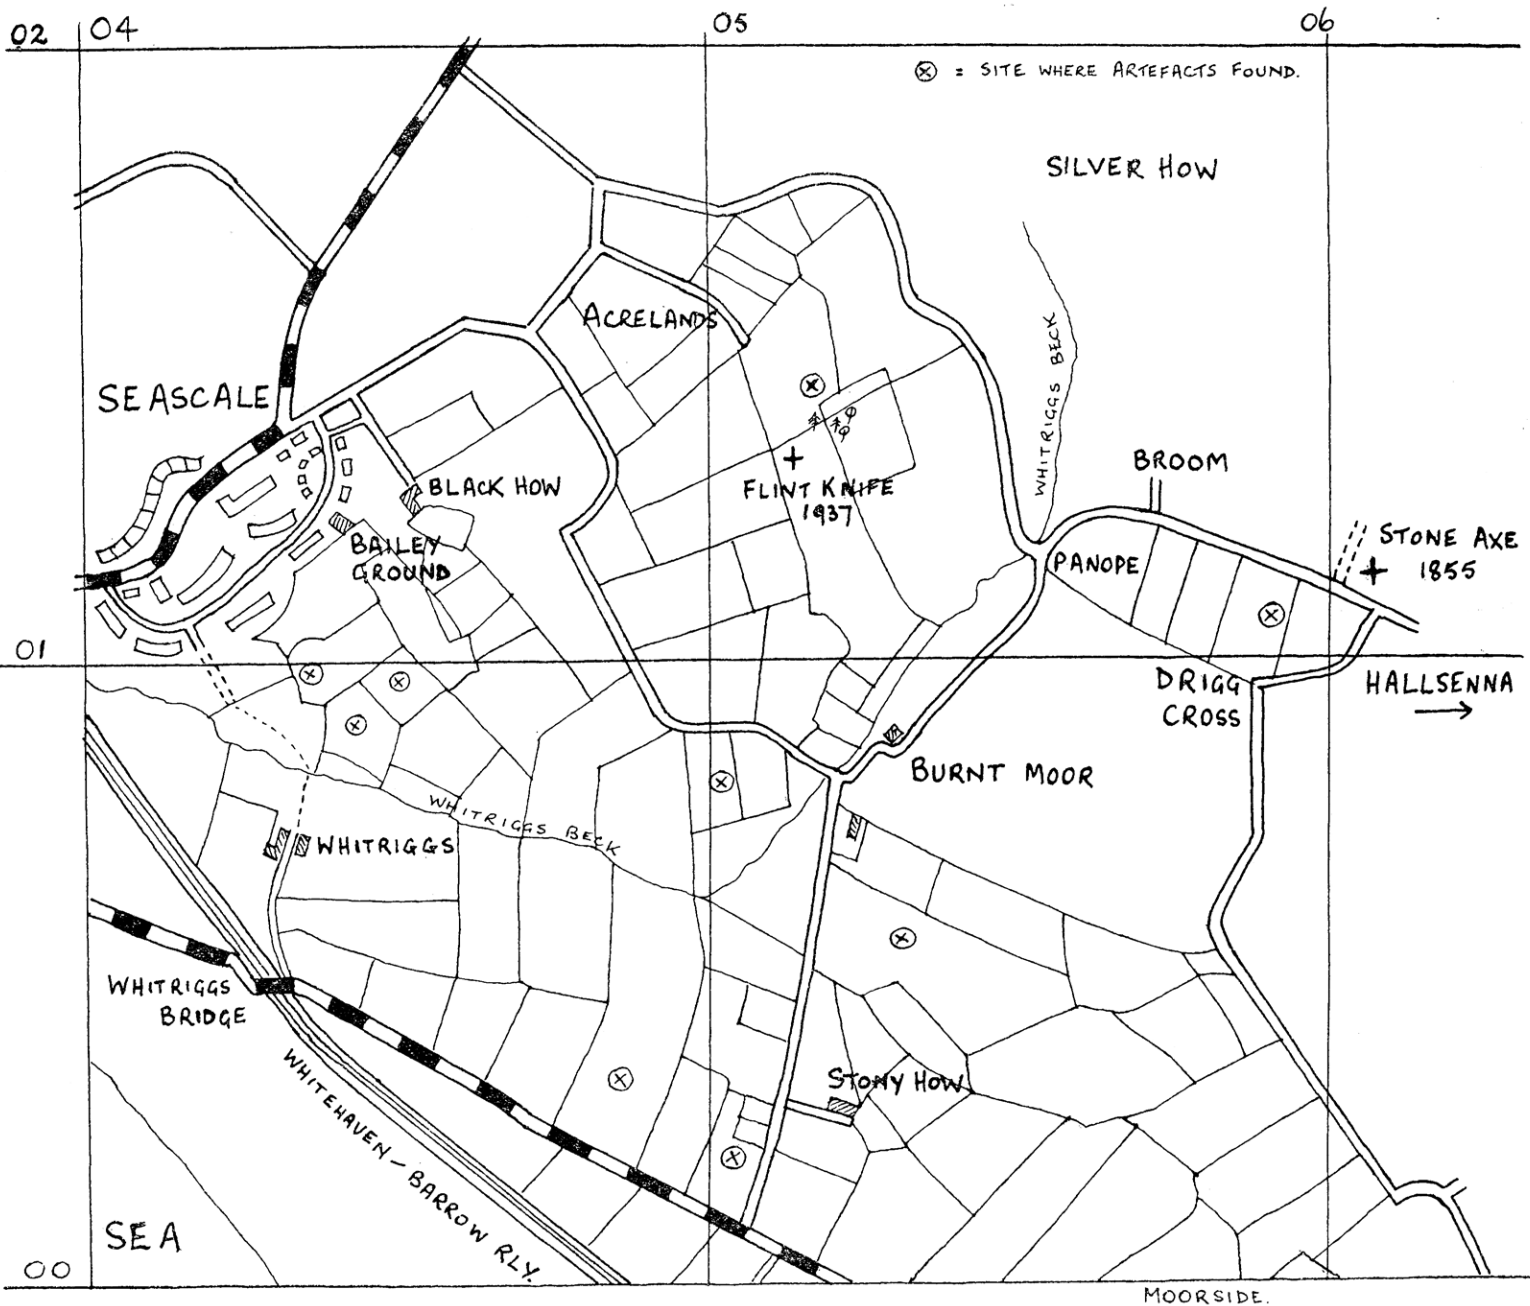 02 04 05 06
⊗ = SITE WHERE ARTEFACTS FOUND.
SILVER HOW
ACRELANDS
WHITRIGGS BECK
SEASCALE
BROOM
BLACK HOW
FLINT KNIFE
1937
STONE AXE
1855
BAILEY
GROUND
PANOPE
01
DRIGG
CROSS
HALLSENNA
BURNT MOOR
WHITRIGGS BECK
WHITRIGGS
WHITRIGGS
BRIDGE
STONY HOW
WHITEHAVEN-BARROW RLY.
SEA
00
MOORSIDE.